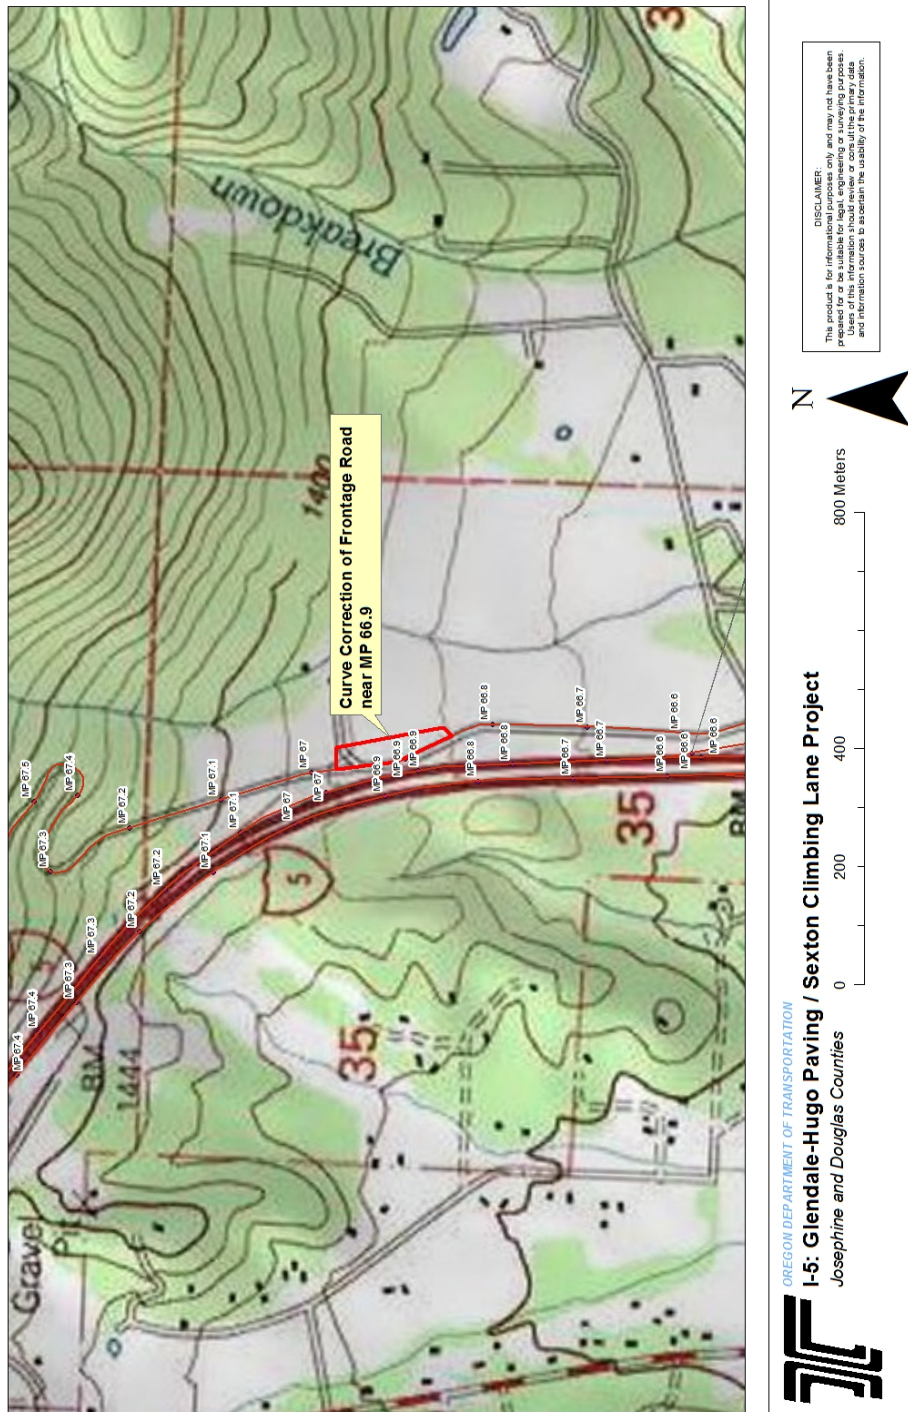 Breakdown
3
1400
Curve Correction of Frontage Road
near MP 66.9
MP 67.5
MP 67.4
MP 67.3
MP 67.2
MP 67.1
MP 67.1
MP 67
MP 67
MP 67
MP 66.9
MP 66.9
MP 66.9
MP 66.8
MP 66.8
MP 66.8
MP 66.7
MP 66.7
MP 66.7
MP 66.6
MP 66.6
MP 66.6
MP 66.6
MP 67.4
MP 67.4
MP 67.3
MP 67.3
MP 67.2
MP 67.2
MP 67.1
5
35
35
BM
BM
1444
Gravel
Pit
OREGON DEPARTMENT OF TRANSPORTATION
I-5: Glendale-Hugo Paving / Sexton Climbing Lane Project
Josephine and Douglas Counties
0
200
400
800 Meters
N
DISCLAIMER:
This product is for informational purposes only and may not have been
prepared for or be suitable for legal, engineering or surveying purposes.
Users of this information should review or consult the primary data
and information sources to ascertain the usability of the information.